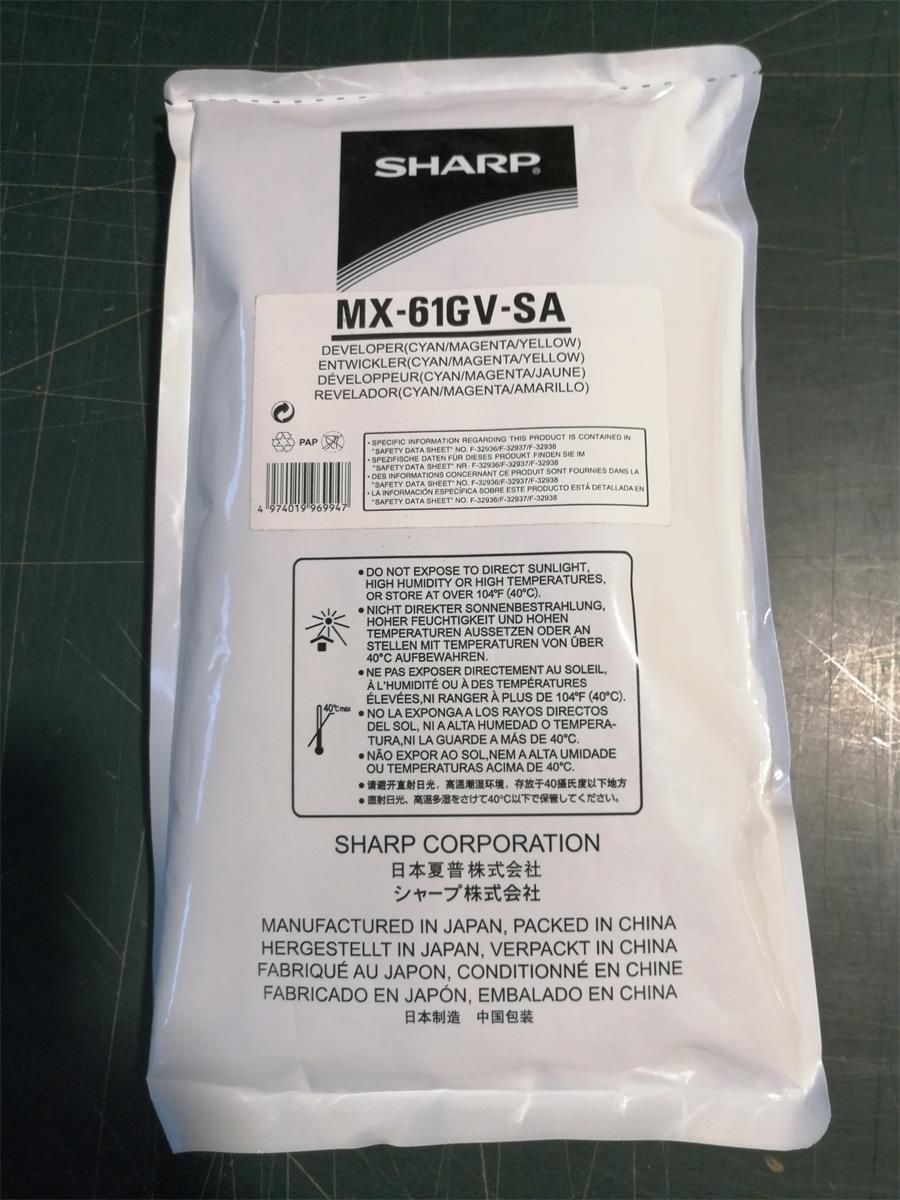 SHARP®
MX-61GV-SA
DEVELOPER(CYAN/MAGENTA/YELLOW)
ENTWICKLER(CYAN/MAGENTA/YELLOW)
DÉVELOPPEUR(CYAN/MAGENTA/JAUNE)
REVELADOR(CYAN/MAGENTA/AMARILLO)
PAP
• SPECIFIC INFORMATION REGARDING THIS PRODUCT IS CONTAINED IN
"SAFETY DATA SHEET" NO. F-32936/F-32937/F-32938
• SPEZIFISCHE DATEN FÜR DIESES PRODUKT FINDEN SIE IM
"SAFETY DATA SHEET" NR. F-32936/F-32937/F-32938
• DES INFORMATIONS CONCERNANT CE PRODUIT SONT FOURNIES DANS LA
"SAFETY DATA SHEET" NO. F-32936/F-32937/F-32938
• LA INFORMACIÓN ESPECÍFICA SOBRE ESTE PRODUCTO ESTÁ DETALLADA EN
"SAFETY DATA SHEET" NO. F-32936/F-32937/F-32938
4 974019 969947
● DO NOT EXPOSE TO DIRECT SUNLIGHT,
HIGH HUMIDITY OR HIGH TEMPERATURES,
OR STORE AT OVER 104°F (40°C).
● NICHT DIREKTER SONNENBESTRAHLUNG,
HOHER FEUCHTIGKEIT UND HOHEN
TEMPERATUREN AUSSETZEN ODER AN
STELLEN MIT TEMPERATUREN VON ÜBER
40°C AUFBEWAHREN.
● NE PAS EXPOSER DIRECTEMENT AU SOLEIL,
À L'HUMIDITÉ OU À DES TEMPÉRATURES
ÉLEVÉES,NI RANGER À PLUS DE 104°F (40°C).
40°C max
● NO LA EXPONGA A LOS RAYOS DIRECTOS
DEL SOL, NI A ALTA HUMEDAD O TEMPERA-
TURA,NI LA GUARDE A MÁS DE 40°C.
● NÃO EXPOR AO SOL,NEM A ALTA UMIDADE
OU TEMPERATURAS ACIMA DE 40°C.
● 请避开直射日光，高温潮湿环境，存放于40摄氏度以下地方
● 直射日光、高温多湿をさけて40°C以下で保管してください。
SHARP CORPORATION
日本夏普株式会社
シャープ株式会社
MANUFACTURED IN JAPAN, PACKED IN CHINA
HERGESTELLT IN JAPAN, VERPACKT IN CHINA
FABRIQUÉ AU JAPON, CONDITIONNÉ EN CHINE
FABRICADO EN JAPÓN, EMBALADO EN CHINA
日本制造 中国包装